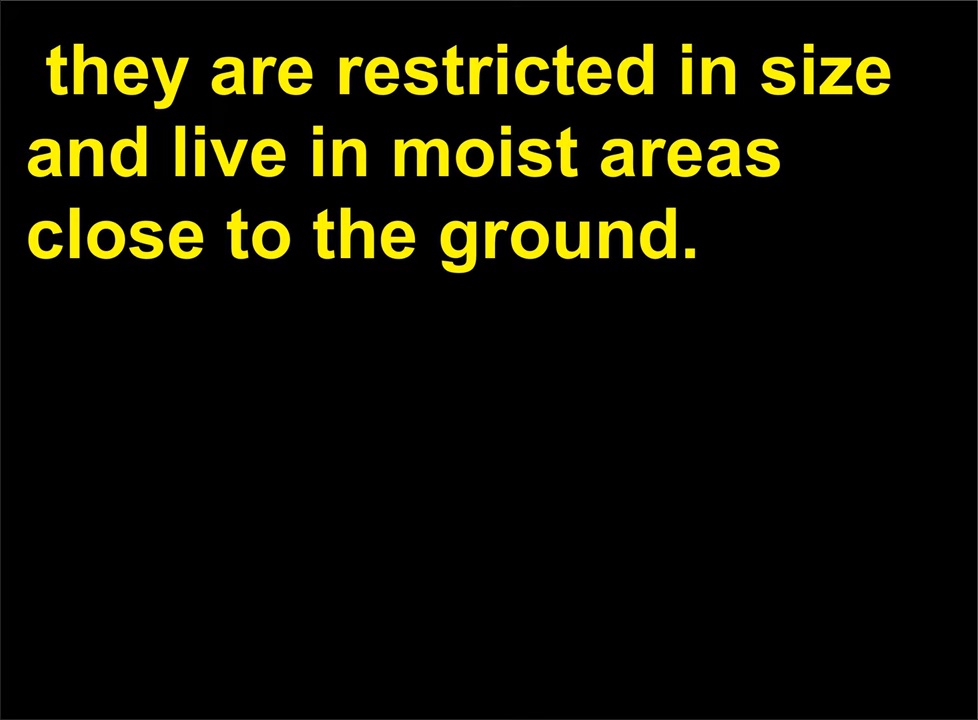 they are restricted in size
and live in moist areas
close to the ground.